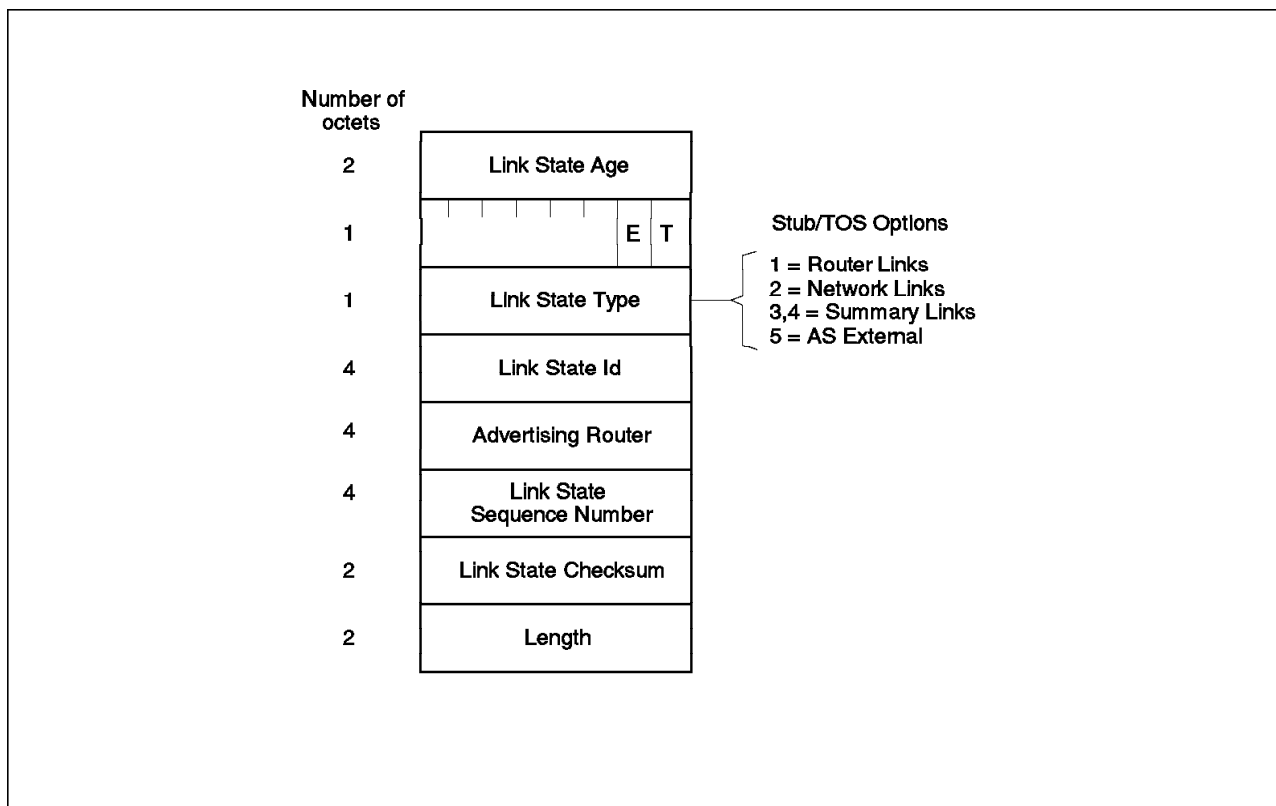 Number of
octets
2
Link State Age
1
E T
Stub/TOS Options
1
Link State Type
1 = Router Links
2 = Network Links
3,4 = Summary Links
5 = AS External
4
Link State Id
4
Advertising Router
4
Link State
Sequence Number
2
Link State Checksum
2
Length